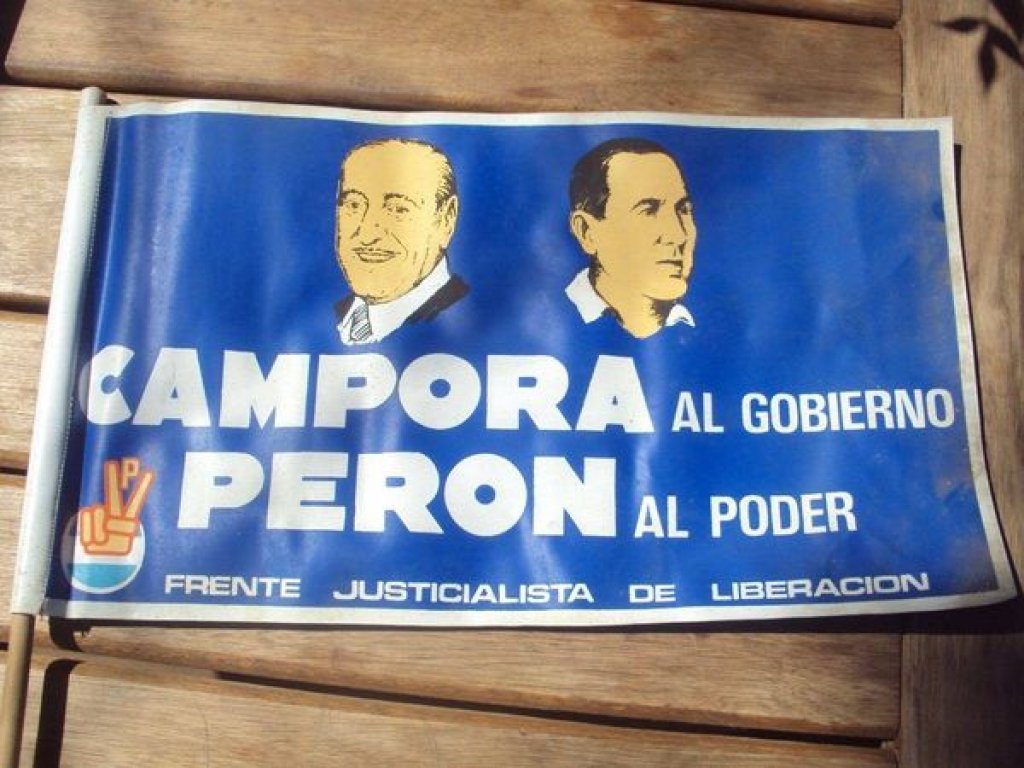 CAMPORA AL GOBIERNO
PERON AL PODER
P
FRENTE JUSTICIALISTA DE LIBERACION